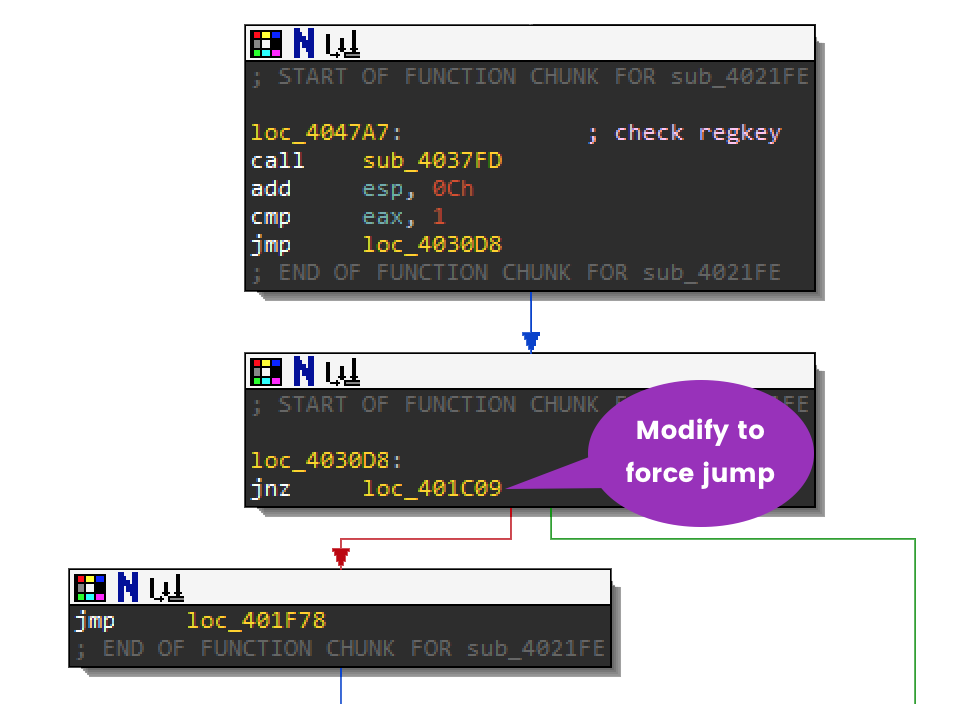 ; START OF FUNCTION CHUNK FOR sub_4021FE
loc_4047A7: ; check regkey
call sub_4037FD
add esp, 0Ch
cmp eax, 1
jmp loc_4030D8
; END OF FUNCTION CHUNK FOR sub_4021FE
; START OF FUNCTION CHUNK
loc_4030D8:
jnz loc_401C09
Modify to
force jump
jmp loc_401F78
; END OF FUNCTION CHUNK FOR sub_4021FE